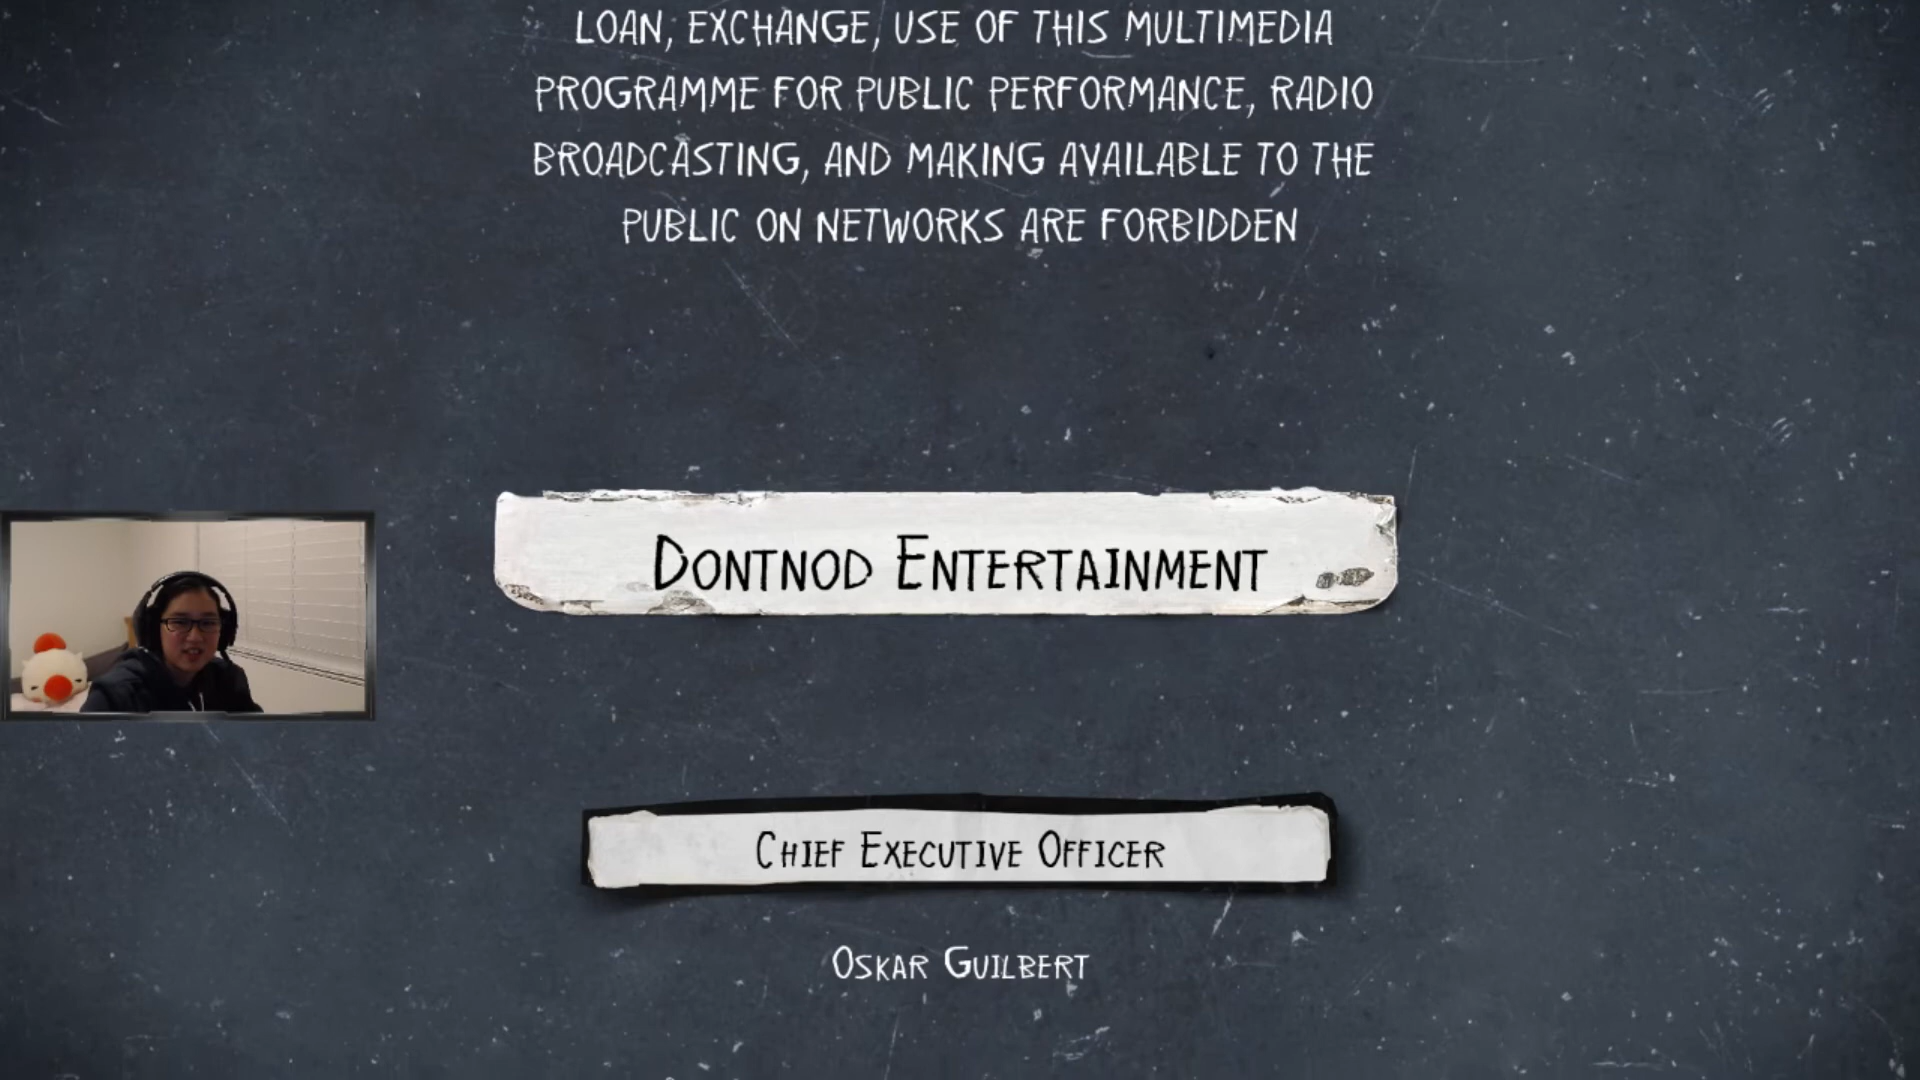 LOAN, EXCHANGE, USE OF THIS MULTIMEDIA
PROGRAMME FOR PUBLIC PERFORMANCE, RADIO
BROADCASTING, AND MAKING AVAILABLE TO THE
PUBLIC ON NETWORKS ARE FORBIDDEN
DONTNOD ENTERTAINMENT
CHIEF EXECUTIVE OFFICER
OSKAR GUILBERT